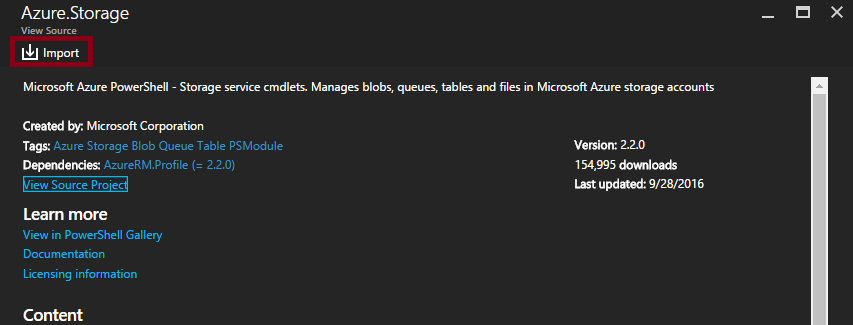 Azure.Storage
View Source
Import
Microsoft Azure PowerShell - Storage service cmdlets. Manages blobs, queues, tables and files in Microsoft Azure storage accounts
Created by: Microsoft Corporation
Tags: Azure Storage Blob Queue Table PSModule
Version: 2.2.0
Dependencies: AzureRM.Profile (= 2.2.0)
154,995 downloads
View Source Project
Last updated: 9/28/2016
Learn more
View in PowerShell Gallery
Documentation
Licensing information
Content